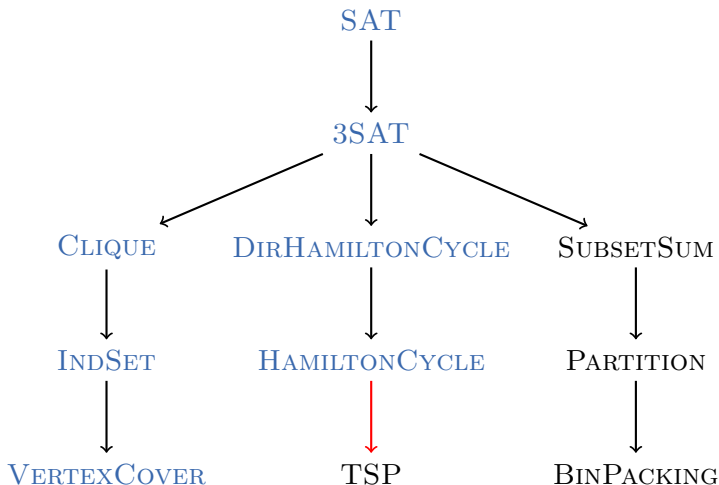 SAT
3SAT
CLIQUE DIRHAMILTONCYCLE SUBSETSUM
INDSET HAMILTONCYCLE PARTITION
VERTEXCOVER TSP BINPACKING